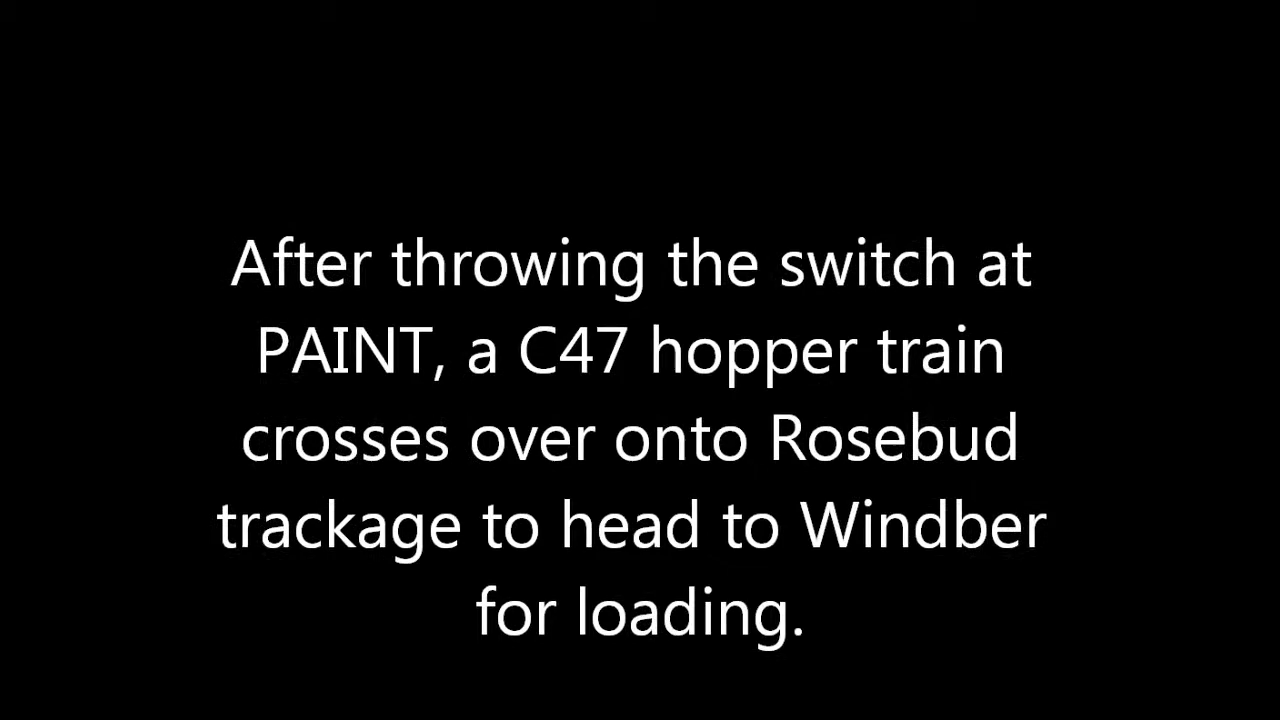 After throwing the switch at
PAINT, a C47 hopper train
crosses over onto Rosebud
trackage to head to Windber
for loading.